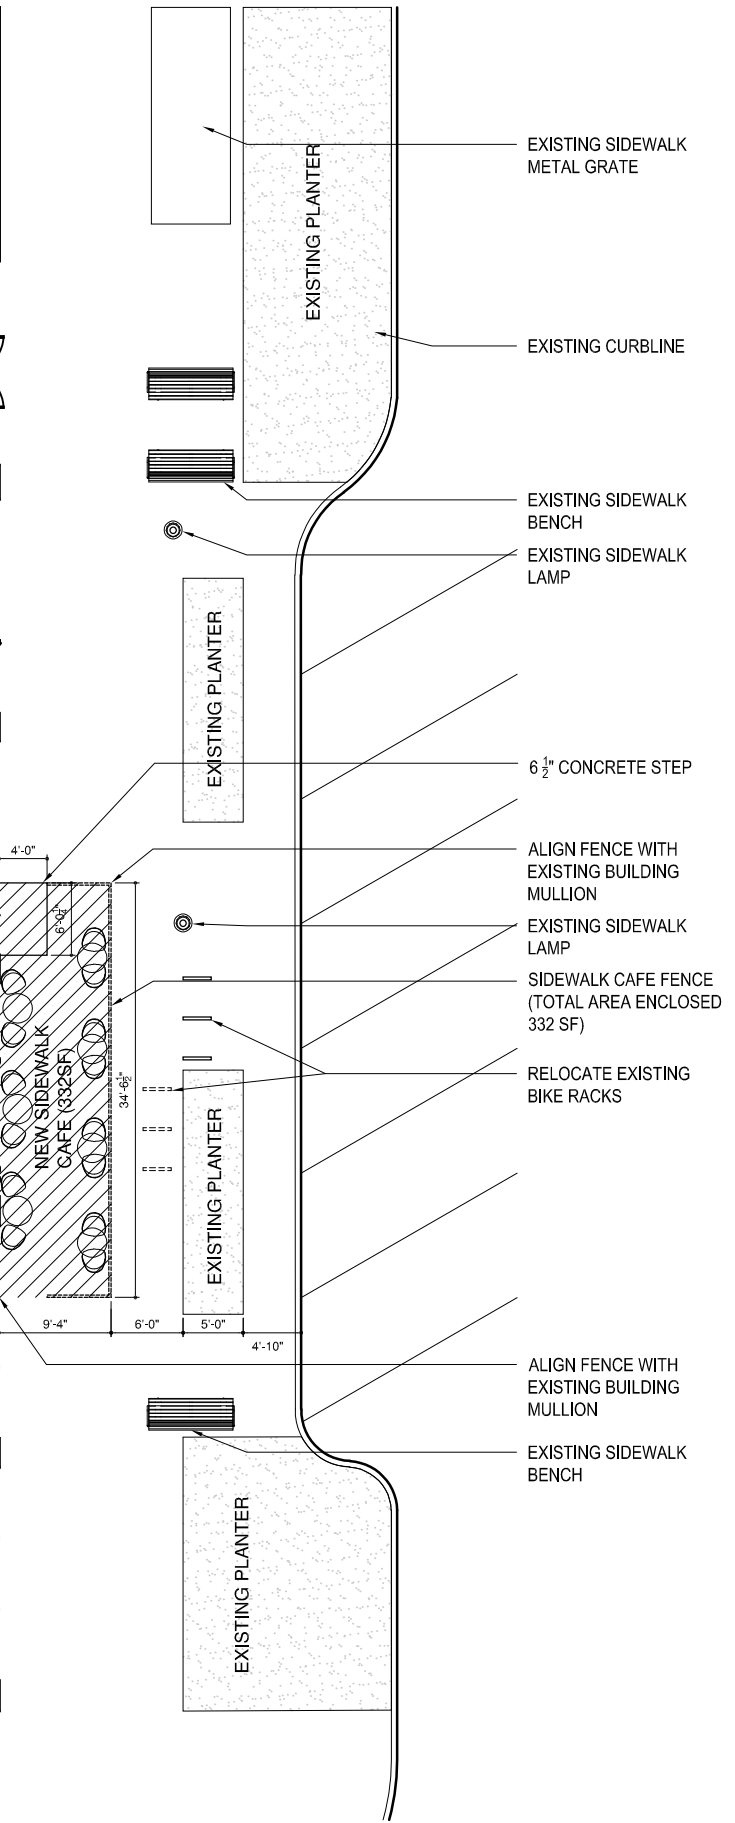 EXISTING SIDEWALK
METAL GRATE
EXISTING PLANTER
EXISTING CURBLINE
EXISTING SIDEWALK
BENCH
EXISTING SIDEWALK
LAMP
EXISTING PLANTER
6 1/2" CONCRETE STEP
4'-0"
ALIGN FENCE WITH
EXISTING BUILDING
MULLION
6'-0 1/4"
EXISTING SIDEWALK
LAMP
SIDEWALK CAFE FENCE
(TOTAL AREA ENCLOSED
332 SF)
NEW SIDEWALK
CAFE (332SF)
34'-6 1/2"
RELOCATE EXISTING
BIKE RACKS
EXISTING PLANTER
9'-4"
6'-0"
5'-0"
4'-10"
ALIGN FENCE WITH
EXISTING BUILDING
MULLION
EXISTING SIDEWALK
BENCH
EXISTING PLANTER